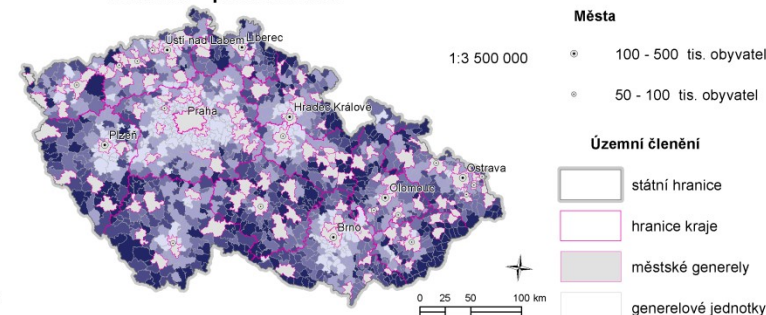 Města
1:3 500 000
100 - 500 tis. obyvatel
50 - 100 tis. obyvatel
Územní členění
státní hranice
hranice kraje
městské generely
generelové jednotky
Ústí nad Labem
Liberec
Praha
Hradec Králové
Plzeň
Ostrava
Olomouc
Brno
0 25 50 100 km